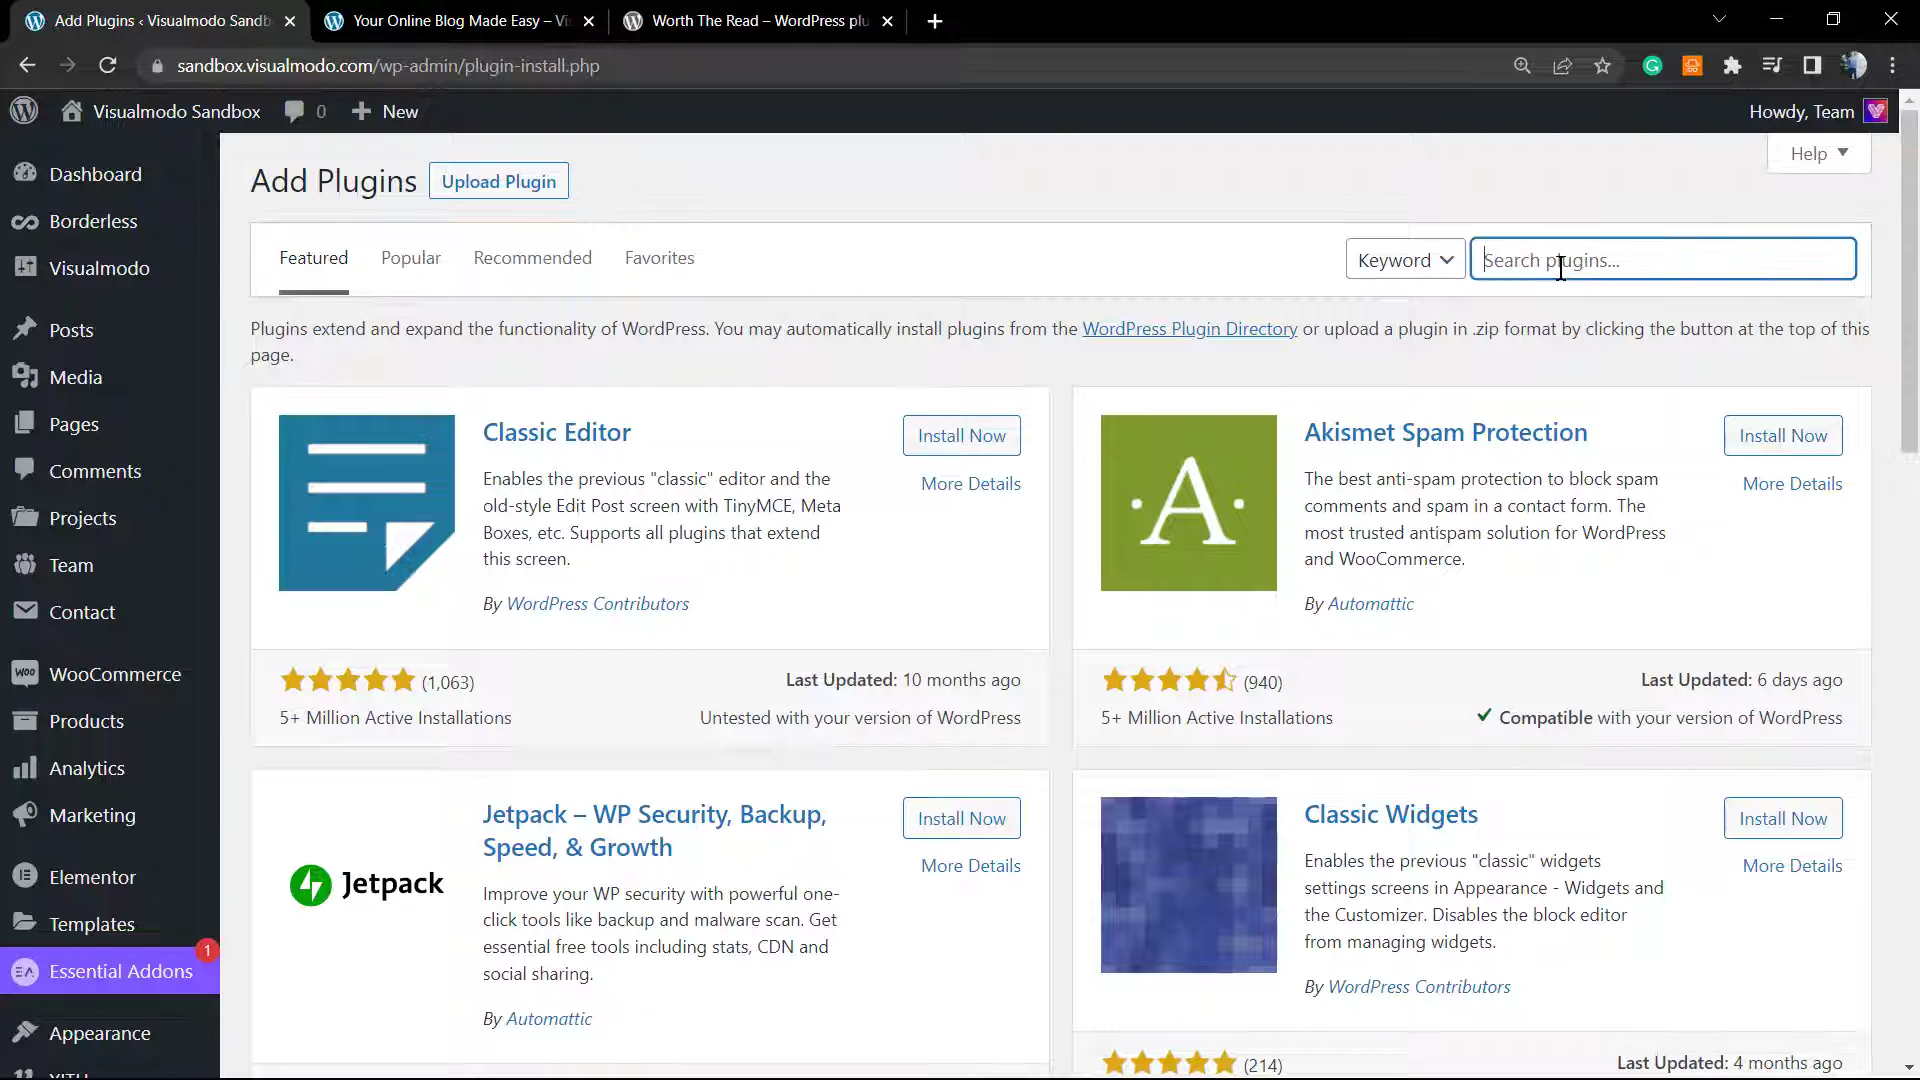 Add Plugins ‹ Visualmodo Sandb
Your Online Blog Made Easy – Vi
Worth The Read – WordPress plu
sandbox.visualmodo.com/wp-admin/plugin-install.php
Visualmodo Sandbox
0
New
Howdy, Team
Dashboard
Borderless
Visualmodo
Posts
Media
Pages
Comments
Projects
Team
Contact
WooCommerce
Products
Analytics
Marketing
Elementor
Templates
Essential Addons
1
Appearance
Help
Add Plugins
Upload Plugin
Featured
Popular
Recommended
Favorites
Keyword
Search plugins...
Plugins extend and expand the functionality of WordPress. You may automatically install plugins from the WordPress Plugin Directory or upload a plugin in .zip format by clicking the button at the top of this
page.
Classic Editor
Install Now
More Details
Enables the previous "classic" editor and the
old-style Edit Post screen with TinyMCE, Meta
Boxes, etc. Supports all plugins that extend
this screen.
By WordPress Contributors
(1,063)
Last Updated: 10 months ago
5+ Million Active Installations
Untested with your version of WordPress
A
Akismet Spam Protection
Install Now
More Details
The best anti-spam protection to block spam
comments and spam in a contact form. The
most trusted antispam solution for WordPress
and WooCommerce.
By Automattic
(940)
Last Updated: 6 days ago
5+ Million Active Installations
Compatible with your version of WordPress
Jetpack
Jetpack – WP Security, Backup,
Speed, & Growth
Install Now
More Details
Improve your WP security with powerful one-
click tools like backup and malware scan. Get
essential free tools including stats, CDN and
social sharing.
By Automattic
Classic Widgets
Install Now
More Details
Enables the previous "classic" widgets
settings screens in Appearance - Widgets and
the Customizer. Disables the block editor
from managing widgets.
By WordPress Contributors
(214)
Last Updated: 4 months ago